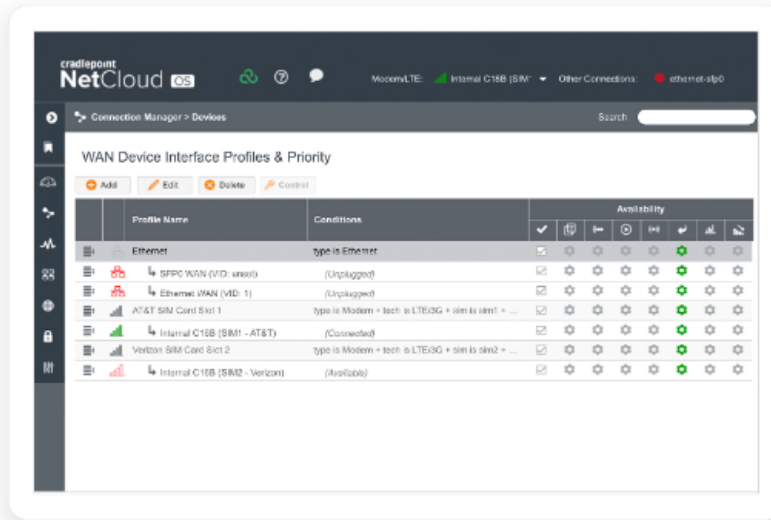 cradlepoint
NetCloud OS
Modem/LTE: Internal C18B (SIM1 Other Connections: ethernet-sfp0
Connection Manager > Devices Search
WAN Device Interface Profiles & Priority
Add Edit Delete Control
Availability
Profile Name Conditions
Ethernet type is Ethernet
SFP0 WAN (VID: unset) (Unplugged)
Ethernet WAN (VID: 1) (Unplugged)
AT&T SIM Card Slot 1 type is Modem + tech is LTE/3G + sim is sim1 + ...
Internal C18B (SIM1 - AT&T) (Connected)
Verizon SIM Card Slot 2 type is Modem + tech is LTE/3G + sim is sim2 + ...
Internal C18B (SIM2 - Verizon) (Available)